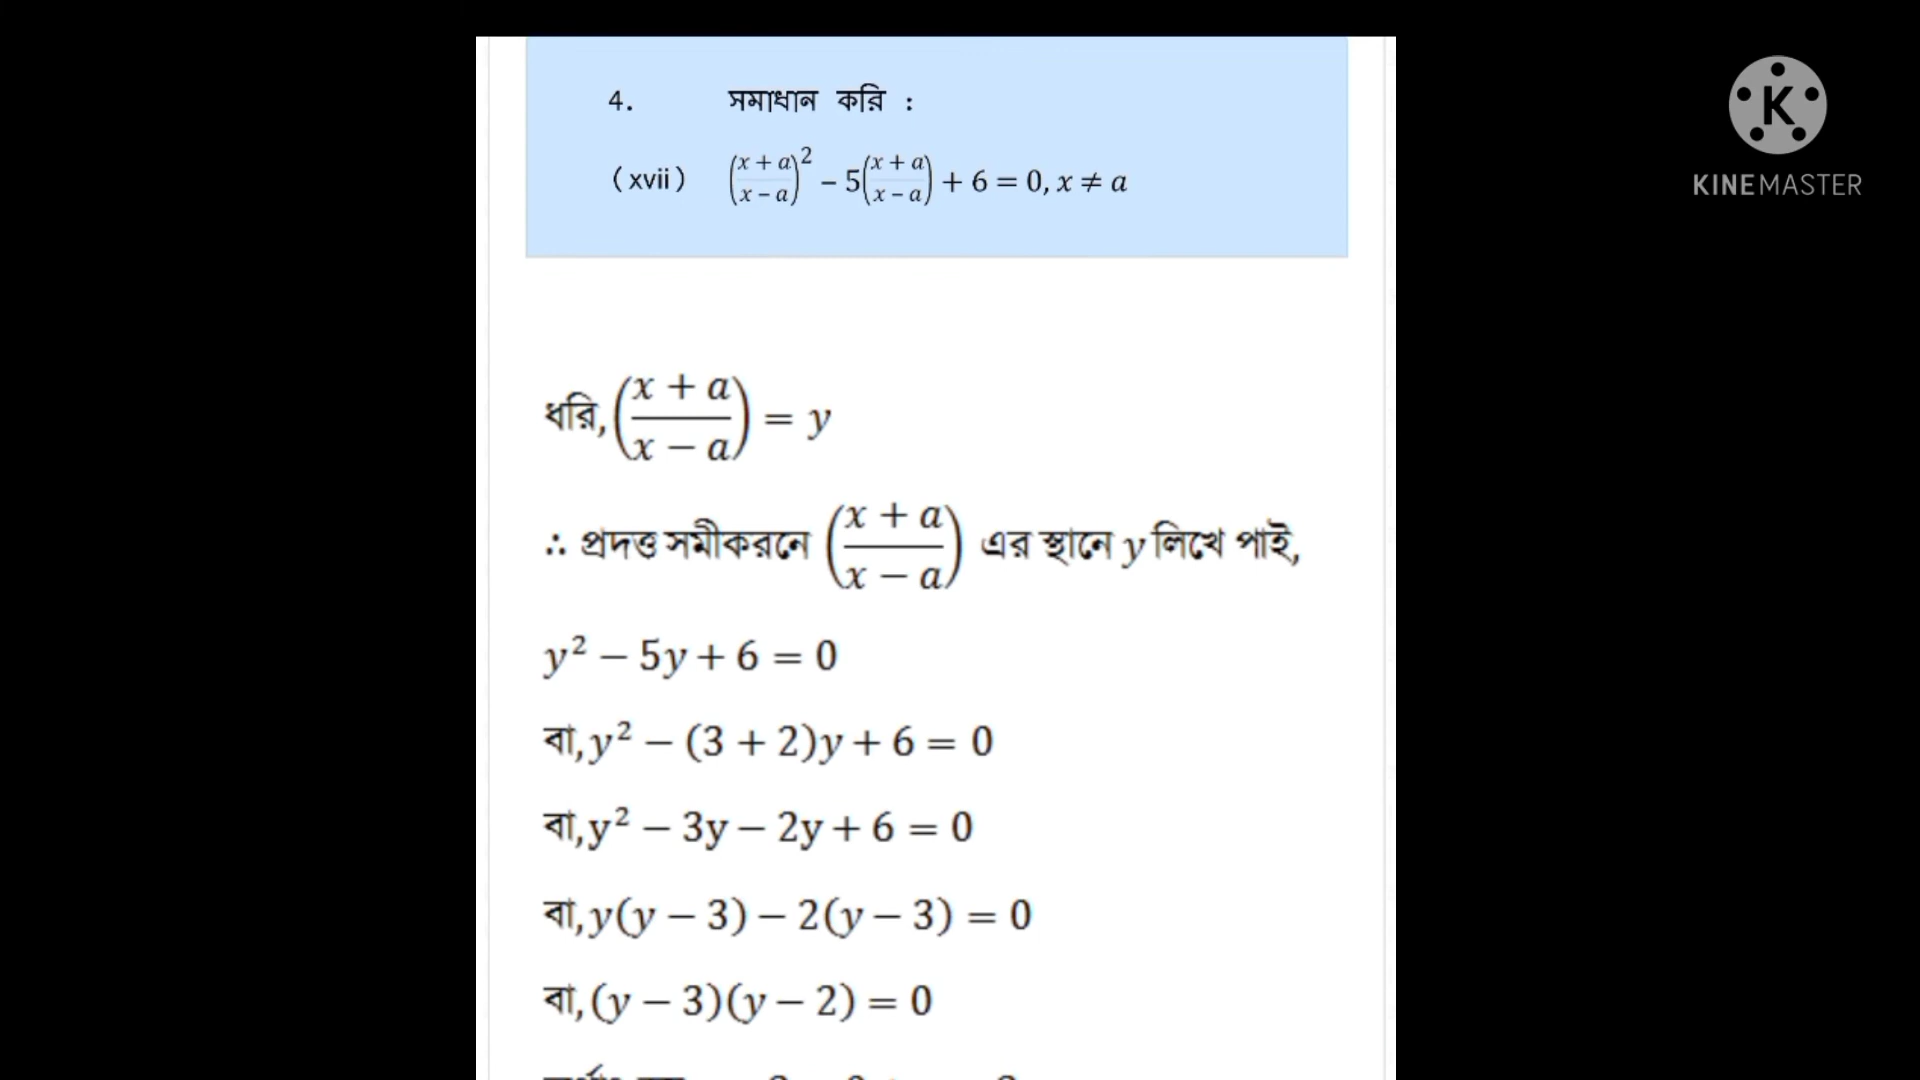 4. সমাধান করি :
(xvii) ((x + a)/(x – a))² – 5((x + a)/(x – a)) + 6 = 0, x ≠ a
K
KINEMASTER
ধরি, ((x + a)/(x – a)) = y
∴ প্রদত্ত সমীকরনে ((x + a)/(x – a)) এর স্থানে y লিখে পাই,
y² – 5y + 6 = 0
বা, y² – (3 + 2)y + 6 = 0
বা, y² – 3y – 2y + 6 = 0
বা, y(y – 3) – 2(y – 3) = 0
বা, (y – 3)(y – 2) = 0